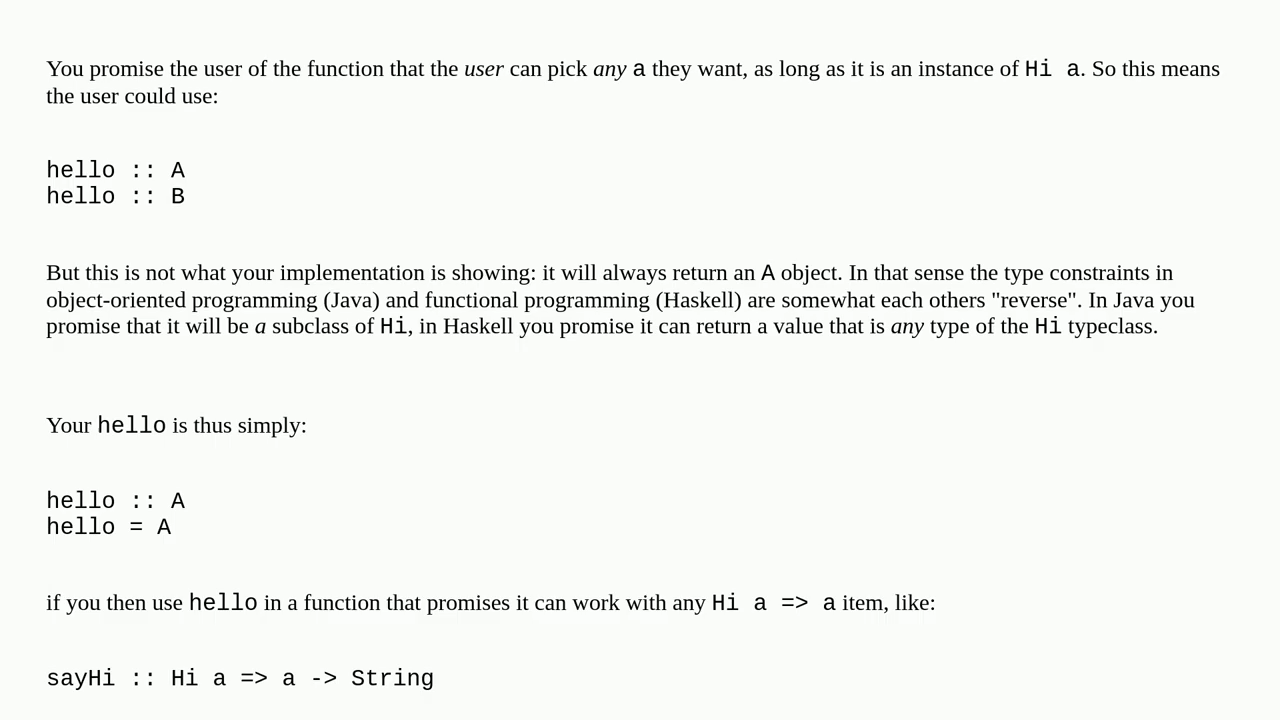 You promise the user of the function that the user can pick any a they want, as long as it is an instance of Hi a. So this means
the user could use:
hello :: A
hello :: B
But this is not what your implementation is showing: it will always return an A object. In that sense the type constraints in
object-oriented programming (Java) and functional programming (Haskell) are somewhat each others "reverse". In Java you
promise that it will be a subclass of Hi, in Haskell you promise it can return a value that is any type of the Hi typeclass.
Your hello is thus simply:
hello :: A
hello = A
if you then use hello in a function that promises it can work with any Hi a => a item, like:
sayHi :: Hi a => a -> String